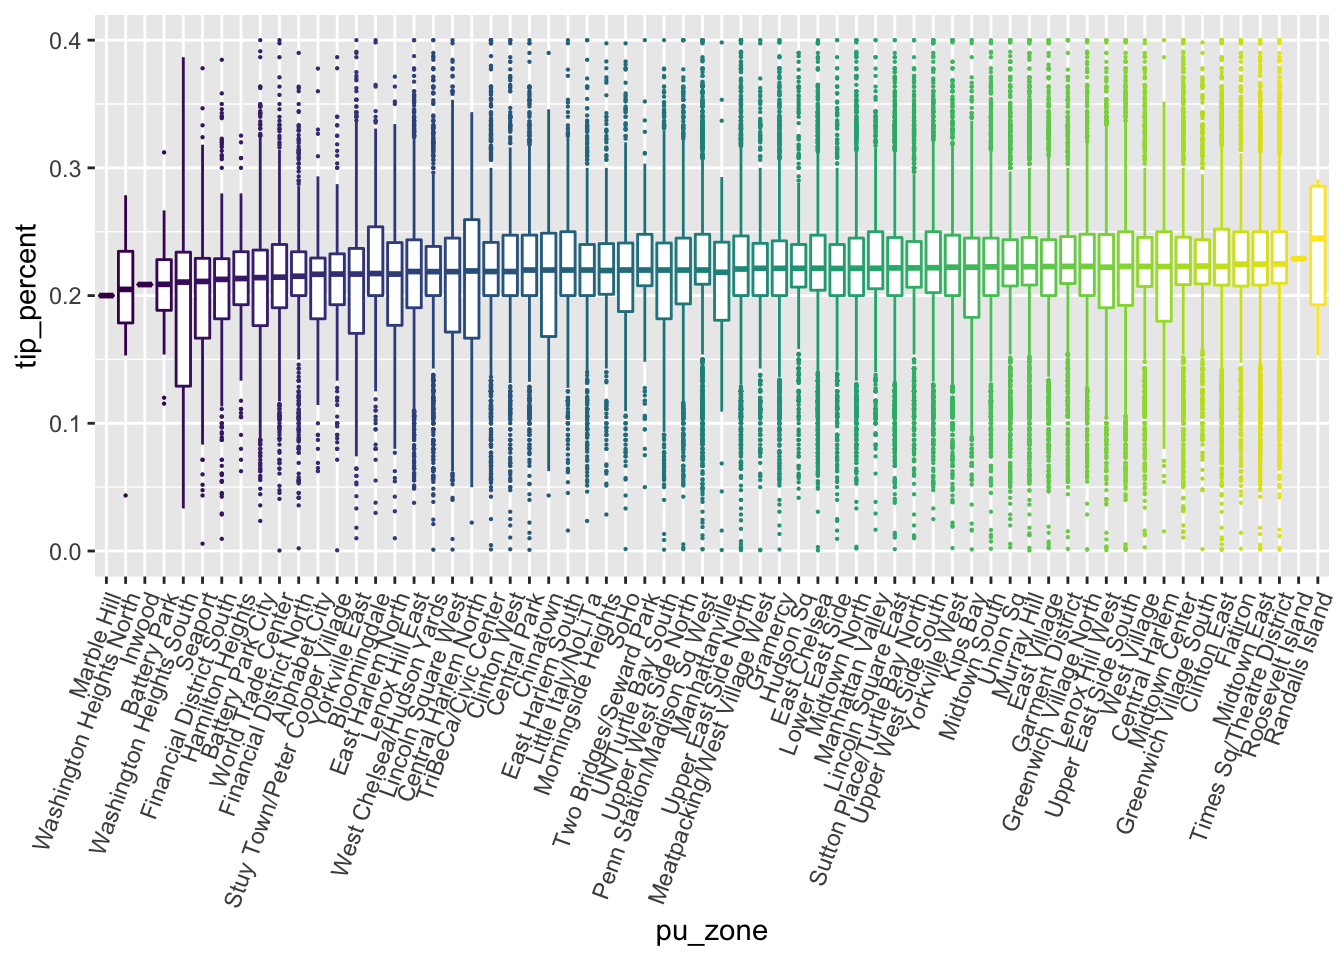 0.4
0.3
0.2
0.1
0.0
tip_percent
Marble Hill
Washington Heights North
Inwood
Battery Park
Washington Heights South
Seaport
Financial District South
Hamilton Heights
Battery Park City
World Trade Center
Financial District North
Alphabet City
Stuy Town/Peter Cooper Village
Yorkville East
Bloomingdale
East Harlem North
Lenox Hill East
Hudson Yards
West Chelsea/Hudson Yards
Lincoln Square West
Central Harlem North
TriBeCa/Civic Center
Clinton West
Central Park
Chinatown
East Harlem South
Little Italy/NoLiTa
Morningside Heights
SoHo
Two Bridges/Seward Park
UN/Turtle Bay South
Upper West Side North
Penn Station/Madison Sq West
Manhattanville
Upper East Side North
Meatpacking/West Village West
Gramercy
Hudson Sq
East Chelsea
Lower East Side
Midtown North
Manhattan Valley
Lincoln Square East
Sutton Place/Turtle Bay North
Upper West Side South
Yorkville West
Kips Bay
Midtown South
Union Sq
Murray Hill
East Village
Garment District
Greenwich Village North
Lenox Hill West
Upper East Side South
West Village
Central Harlem
Midtown Center
Greenwich Village South
Clinton East
Flatiron
Midtown East
Times Sq/Theatre District
Roosevelt Island
Randalls Island
pu_zone